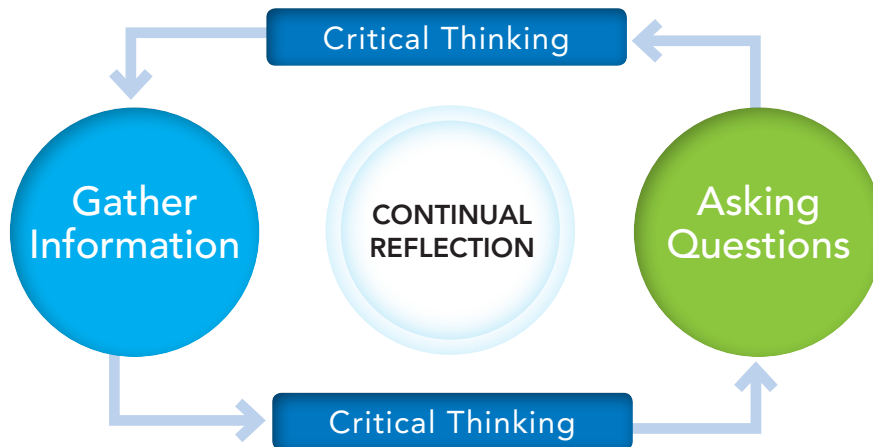 Critical Thinking
Gather
Information
CONTINUAL
REFLECTION
Asking
Questions
Critical Thinking